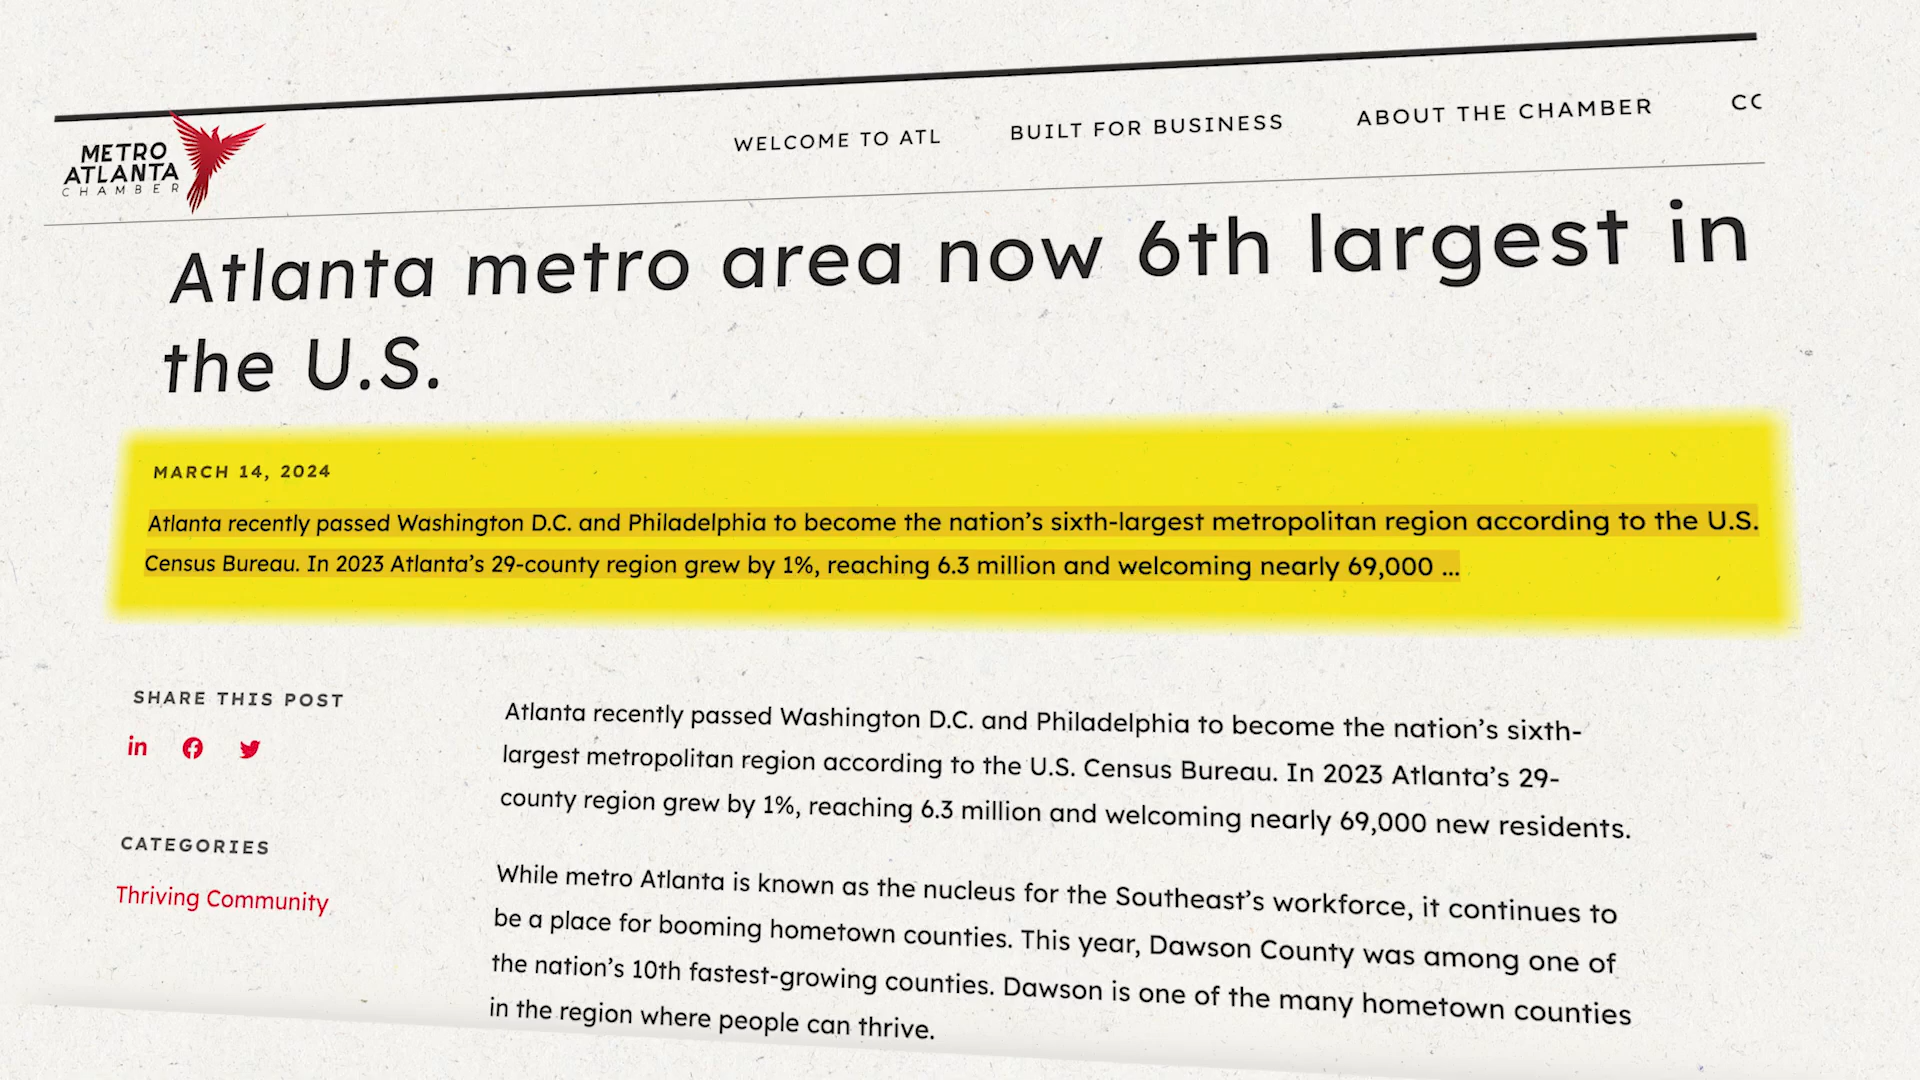 METRO
ATLANTA
CHAMBER
WELCOME TO ATL
BUILT FOR BUSINESS
ABOUT THE CHAMBER
CC
Atlanta metro area now 6th largest in
the U.S.
MARCH 14, 2024
Atlanta recently passed Washington D.C. and Philadelphia to become the nation’s sixth-largest metropolitan region according to the U.S.
Census Bureau. In 2023 Atlanta’s 29-county region grew by 1%, reaching 6.3 million and welcoming nearly 69,000 ...
SHARE THIS POST
in
CATEGORIES
Thriving Community
Atlanta recently passed Washington D.C. and Philadelphia to become the nation’s sixth-
largest metropolitan region according to the U.S. Census Bureau. In 2023 Atlanta’s 29-
county region grew by 1%, reaching 6.3 million and welcoming nearly 69,000 new residents.
While metro Atlanta is known as the nucleus for the Southeast’s workforce, it continues to
be a place for booming hometown counties. This year, Dawson County was among one of
the nation’s 10th fastest-growing counties. Dawson is one of the many hometown counties
in the region where people can thrive.